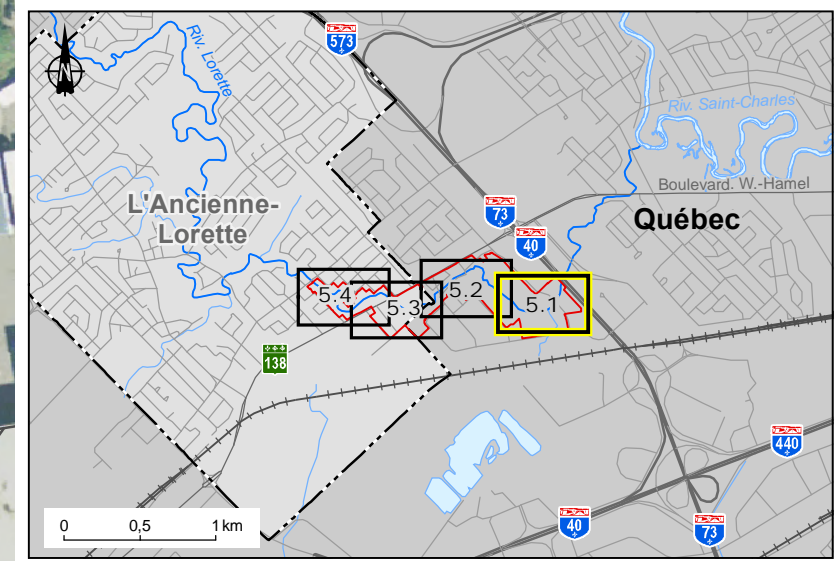 573
Riv. Lorette
Riv. Saint-Charles
Boulevard. W.-Hamel
L'Ancienne-
Lorette
73
Québec
40
5.4
5.3
5.2
5.1
138
440
40
73
0 0,5 1 km